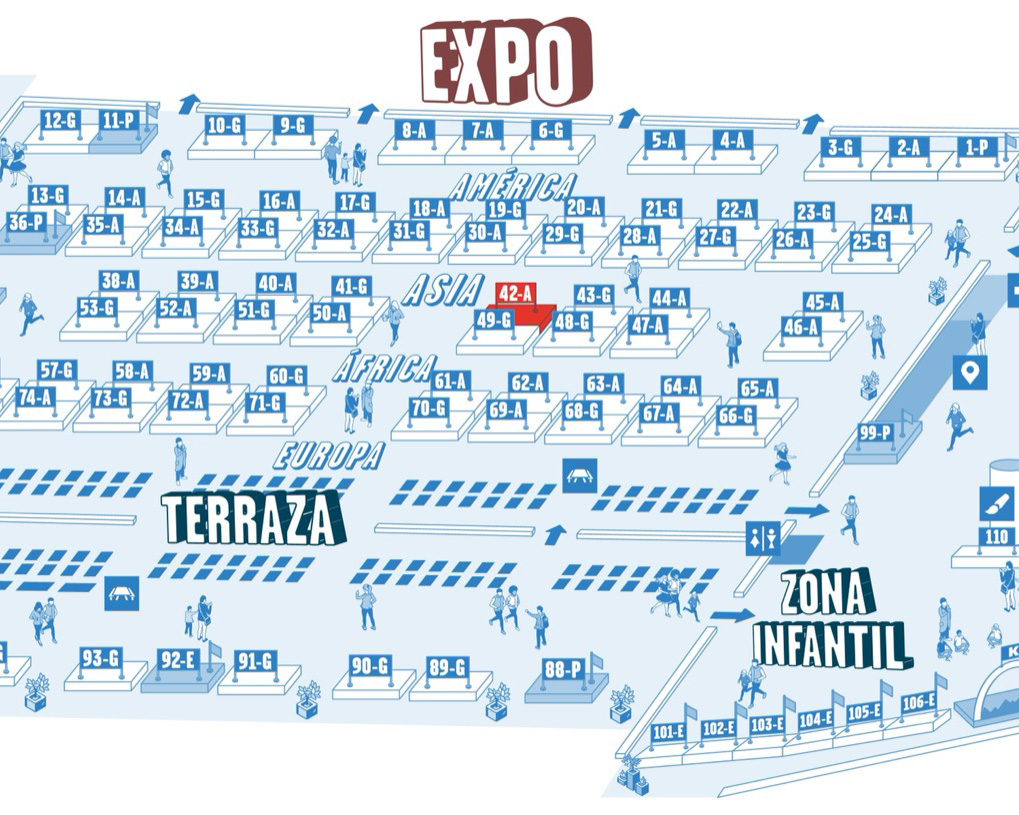 EXPO
12-G 11-P 10-G 9-G 8-A 7-A 6-G 5-A 4-A 3-G 2-A 1-P
AMÉRICA
13-G 14-A 15-G 16-A 17-G 18-A 19-G 20-A 21-G 22-A 23-G 24-A
36-P 35-A 34-A 33-G 32-A 31-G 30-A 29-G 28-A 27-G 26-A 25-G
ASIA
38-A 39-A 40-A 41-G 42-A 43-G 44-A 45-A
53-G 52-A 51-G 50-A 49-G 48-G 47-A 46-A
ÁFRICA
57-G 58-A 59-A 60-G 61-A 62-A 63-A 64-A 65-A
74-A 73-G 72-A 71-G 70-G 69-A 68-G 67-A 66-G
99-P
EUROPA
TERRAZA
110
ZONA
INFANTIL
93-G 92-E 91-G 90-G 89-G 88-P
101-E 102-E 103-E 104-E 105-E 106-E